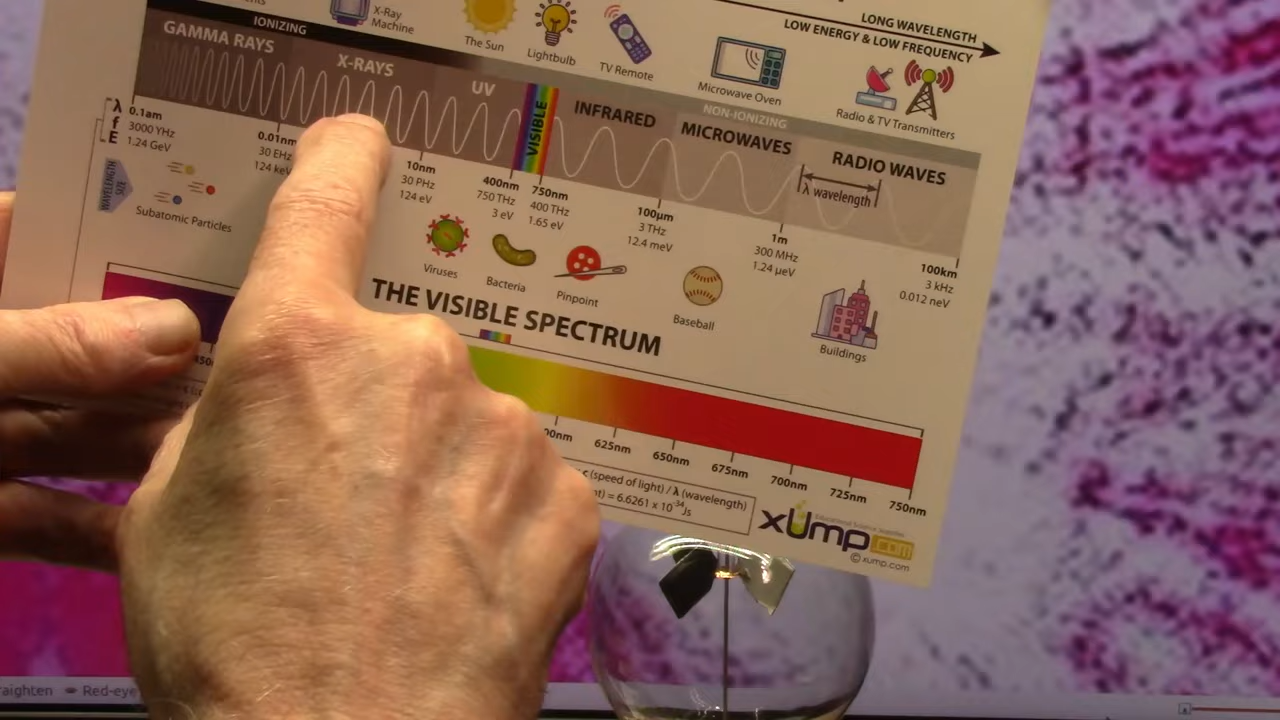 LONG WAVELENGTH
LOW ENERGY & LOW FREQUENCY
IONIZING
X-Ray
Machine
The Sun
Lightbulb
TV Remote
Microwave Oven
Radio & TV Transmitters
GAMMA RAYS
X-RAYS
UV
VISIBLE
INFRARED
NON-IONIZING
MICROWAVES
RADIO WAVES
λ wavelength
λ
f
E
0.1am
3000 YHz
1.24 GeV
0.01nm
30 EHz
124 keV
10nm
30 PHz
124 eV
400nm
750 THz
3 eV
750nm
400 THz
1.65 eV
100µm
3 THz
12.4 meV
1m
300 MHz
1.24 µeV
100km
3 kHz
0.012 neV
WAVELENGTH
SIZE
Subatomic Particles
Viruses
Bacteria
Pinpoint
Baseball
Buildings
THE VISIBLE SPECTRUM
625nm
650nm
675nm
700nm
725nm
750nm
c (speed of light) / λ (wavelength)
= 6.6261 x 10⁻³⁴Js
xUmp.com
Educational Science Supplies
© xump.com
Red-eye